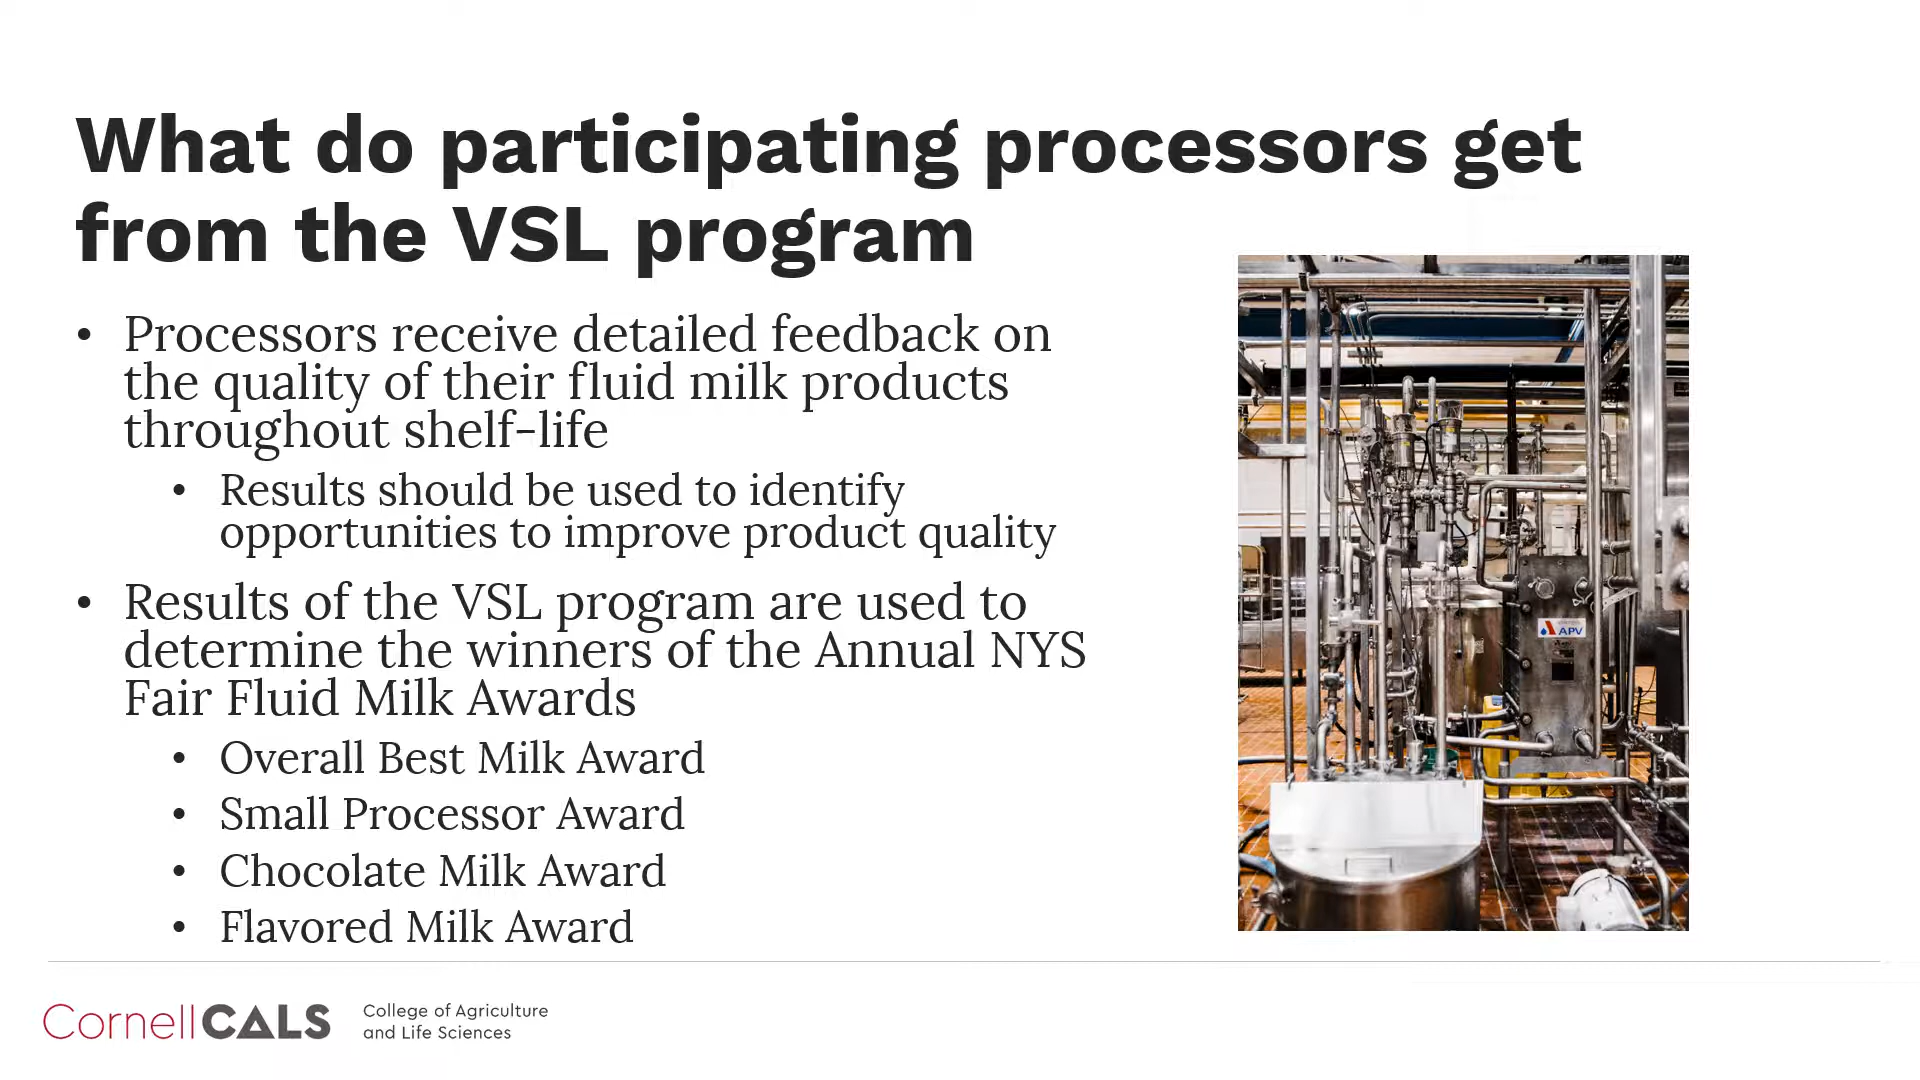 What do participating processors get
from the VSL program
• Processors receive detailed feedback on
the quality of their fluid milk products
throughout shelf-life
• Results should be used to identify
opportunities to improve product quality
• Results of the VSL program are used to
determine the winners of the Annual NYS
Fair Fluid Milk Awards
• Overall Best Milk Award
• Small Processor Award
• Chocolate Milk Award
• Flavored Milk Award
APV
CornellCALS
College of Agriculture
and Life Sciences